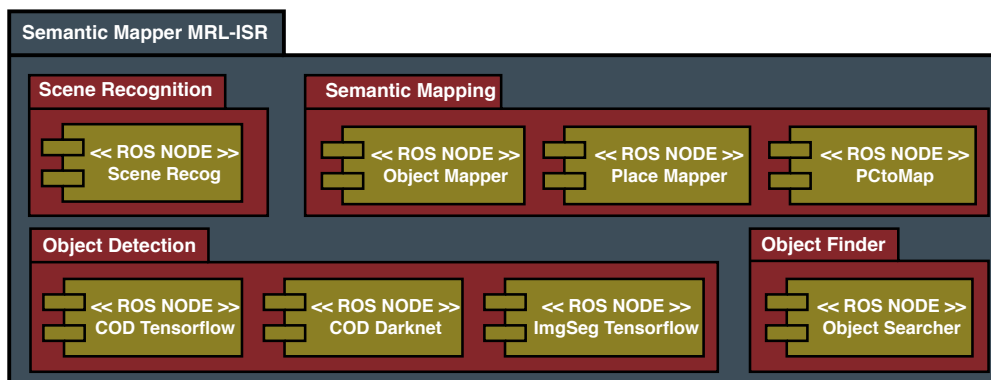 Semantic Mapper MRL-ISR
Scene Recognition
<< ROS NODE >>
Scene Recog
Semantic Mapping
<< ROS NODE >>
Object Mapper
<< ROS NODE >>
Place Mapper
<< ROS NODE >>
PCtoMap
Object Detection
<< ROS NODE >>
COD Tensorflow
<< ROS NODE >>
COD Darknet
<< ROS NODE >>
ImgSeg Tensorflow
Object Finder
<< ROS NODE >>
Object Searcher